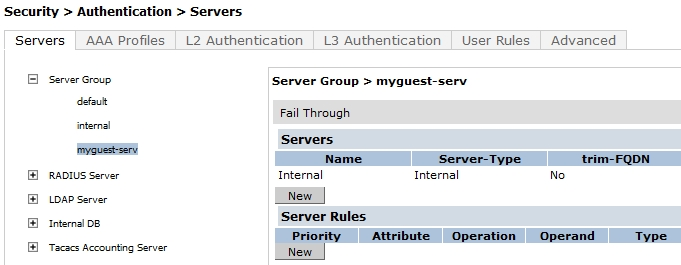 Security > Authentication > Servers
Servers AAA Profiles L2 Authentication L3 Authentication User Rules Advanced
Server Group
default
internal
myguest-serv
RADIUS Server
LDAP Server
Internal DB
Tacacs Accounting Server
Server Group > myguest-serv
Fail Through
Servers
Name Server-Type trim-FQDN
Internal Internal No
New
Server Rules
Priority Attribute Operation Operand Type
New